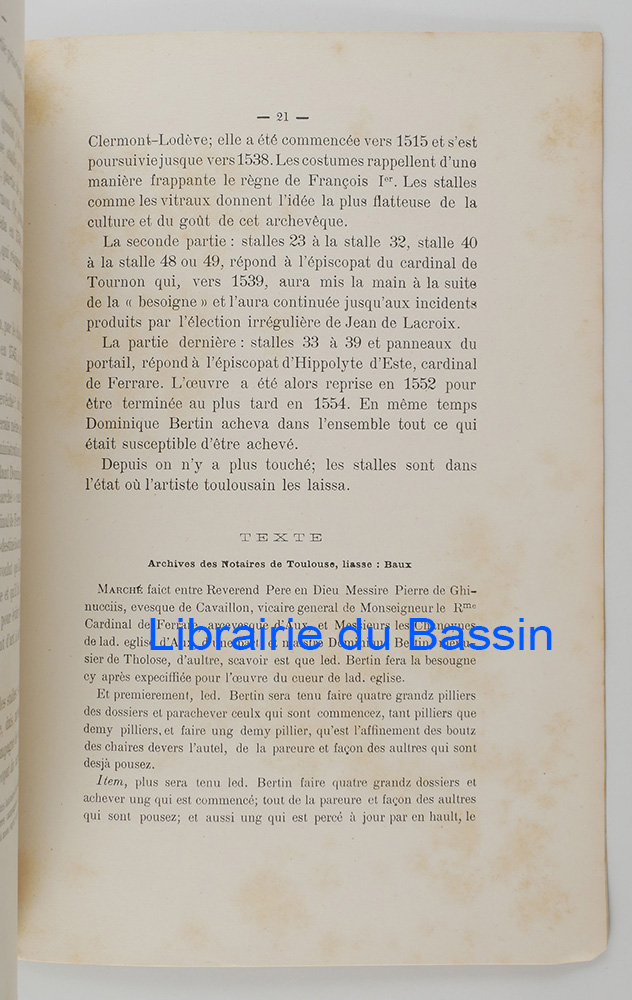 — 21 —
Clermont-Lodève; elle a été commencée vers 1515 et s'est
poursuivie jusque vers 1538. Les costumes rappellent d'une
manière frappante le règne de François Ier. Les stalles
comme les vitraux donnent l'idée la plus flatteuse de la
culture et du goût de cet archevêque.
La seconde partie : stalles 23 à la stalle 32, stalle 40
à la stalle 48 ou 49, répond à l'épiscopat du cardinal de
Tournon qui, vers 1539, aura mis la main à la suite
de la « besoigne » et l'aura continuée jusqu'aux incidents
produits par l'élection irrégulière de Jean de Lacroix.
La partie dernière : stalles 33 à 39 et panneaux du
portail, répond à l'épiscopat d'Hippolyte d'Este, cardinal
de Ferrare. L'œuvre a été alors reprise en 1552 pour
être terminée au plus tard en 1554. En même temps
Dominique Bertin acheva dans l'ensemble tout ce qui
était susceptible d'être achevé.
Depuis on n'y a plus touché; les stalles sont dans
l'état où l'artiste toulousain les laissa.
TEXTE
Archives des Notaires de Toulouse, liasse : Baux
Marché faict entre Reverend Pere en Dieu Messire Pierre de Ghi-
nucciis, evesque de Cavaillon, vicaire general de Monseigneur le Rme
Cardinal de Ferrare, arcevesque d'Aux, et Messieurs les Chanoynes
de lad. eglise d'Aux, d'une part; et maistre Dominique Bertin,
sier de Tholose, d'aultre, scavoir est que led. Bertin fera la besougne
cy après expeciffiée pour l'œuvre du cueur de lad. eglise.
Et premierement, led. Bertin sera tenu faire quatre grandz pilliers
des dossiers et parachever ceulx qui sont commencez, tant pilliers que
demy pilliers, et faire ung demy pillier, qu'est l'affinement des boutz
des chaires devers l'autel, de la pareure et façon des aultres qui sont
desjà pousez.
Item, plus sera tenu led. Bertin faire quatre grandz dossiers et
achever ung qui est commencé; tout de la pareure et façon des aultres
qui sont pousez; et aussi ung qui est percé à jour par en hault, le
Librairie du Bassin